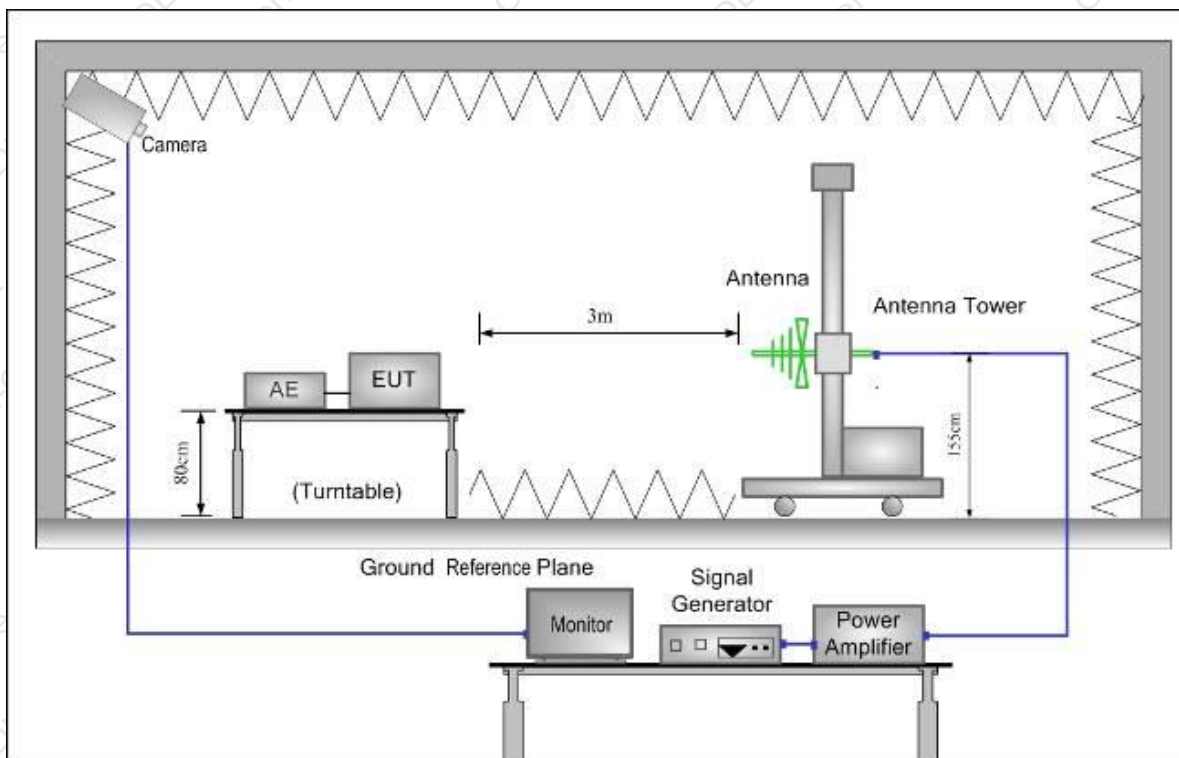 Camera
Antenna
3m
Antenna Tower
AE
EUT
80cm
155cm
(Turntable)
Ground Reference Plane
Signal
Generator
Monitor
Power
Amplifier